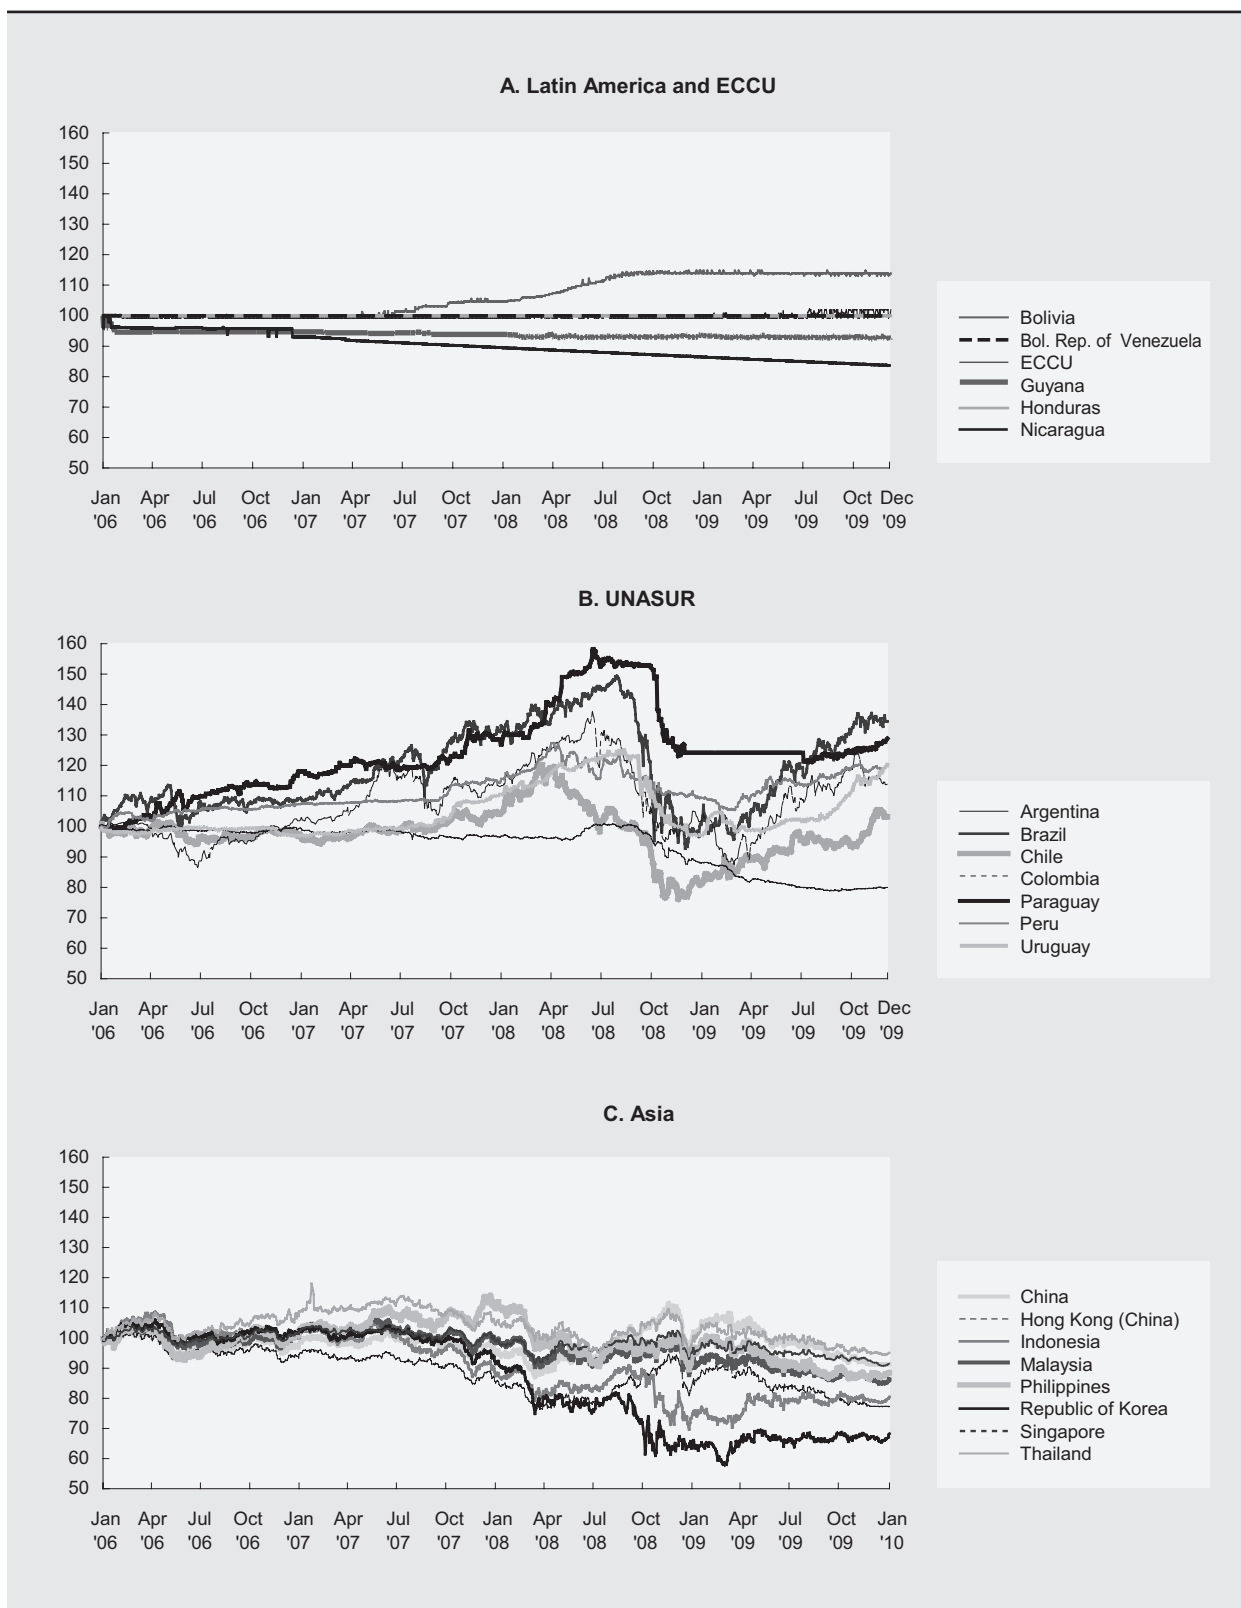 A. Latin America and ECCU
160
150
140
130
120
110
100
90
80
70
60
50
Jan Apr Jul Oct Jan Apr Jul Oct Jan Apr Jul Oct Jan Apr Jul Oct Dec
'06 '06 '06 '06 '07 '07 '07 '07 '08 '08 '08 '08 '09 '09 '09 '09 '09
Bolivia
Bol. Rep. of Venezuela
ECCU
Guyana
Honduras
Nicaragua
B. UNASUR
160
150
140
130
120
110
100
90
80
70
60
50
Jan Apr Jul Oct Jan Apr Jul Oct Jan Apr Jul Oct Jan Apr Jul Oct Dec
'06 '06 '06 '06 '07 '07 '07 '07 '08 '08 '08 '08 '09 '09 '09 '09 '09
Argentina
Brazil
Chile
Colombia
Paraguay
Peru
Uruguay
C. Asia
160
150
140
130
120
110
100
90
80
70
60
50
Jan Apr Jul Oct Jan Apr Jul Oct Jan Apr Jul Oct Jan Apr Jul Oct Jan
'06 '06 '06 '06 '07 '07 '07 '07 '08 '08 '08 '08 '09 '09 '09 '09 '10
China
Hong Kong (China)
Indonesia
Malaysia
Philippines
Republic of Korea
Singapore
Thailand